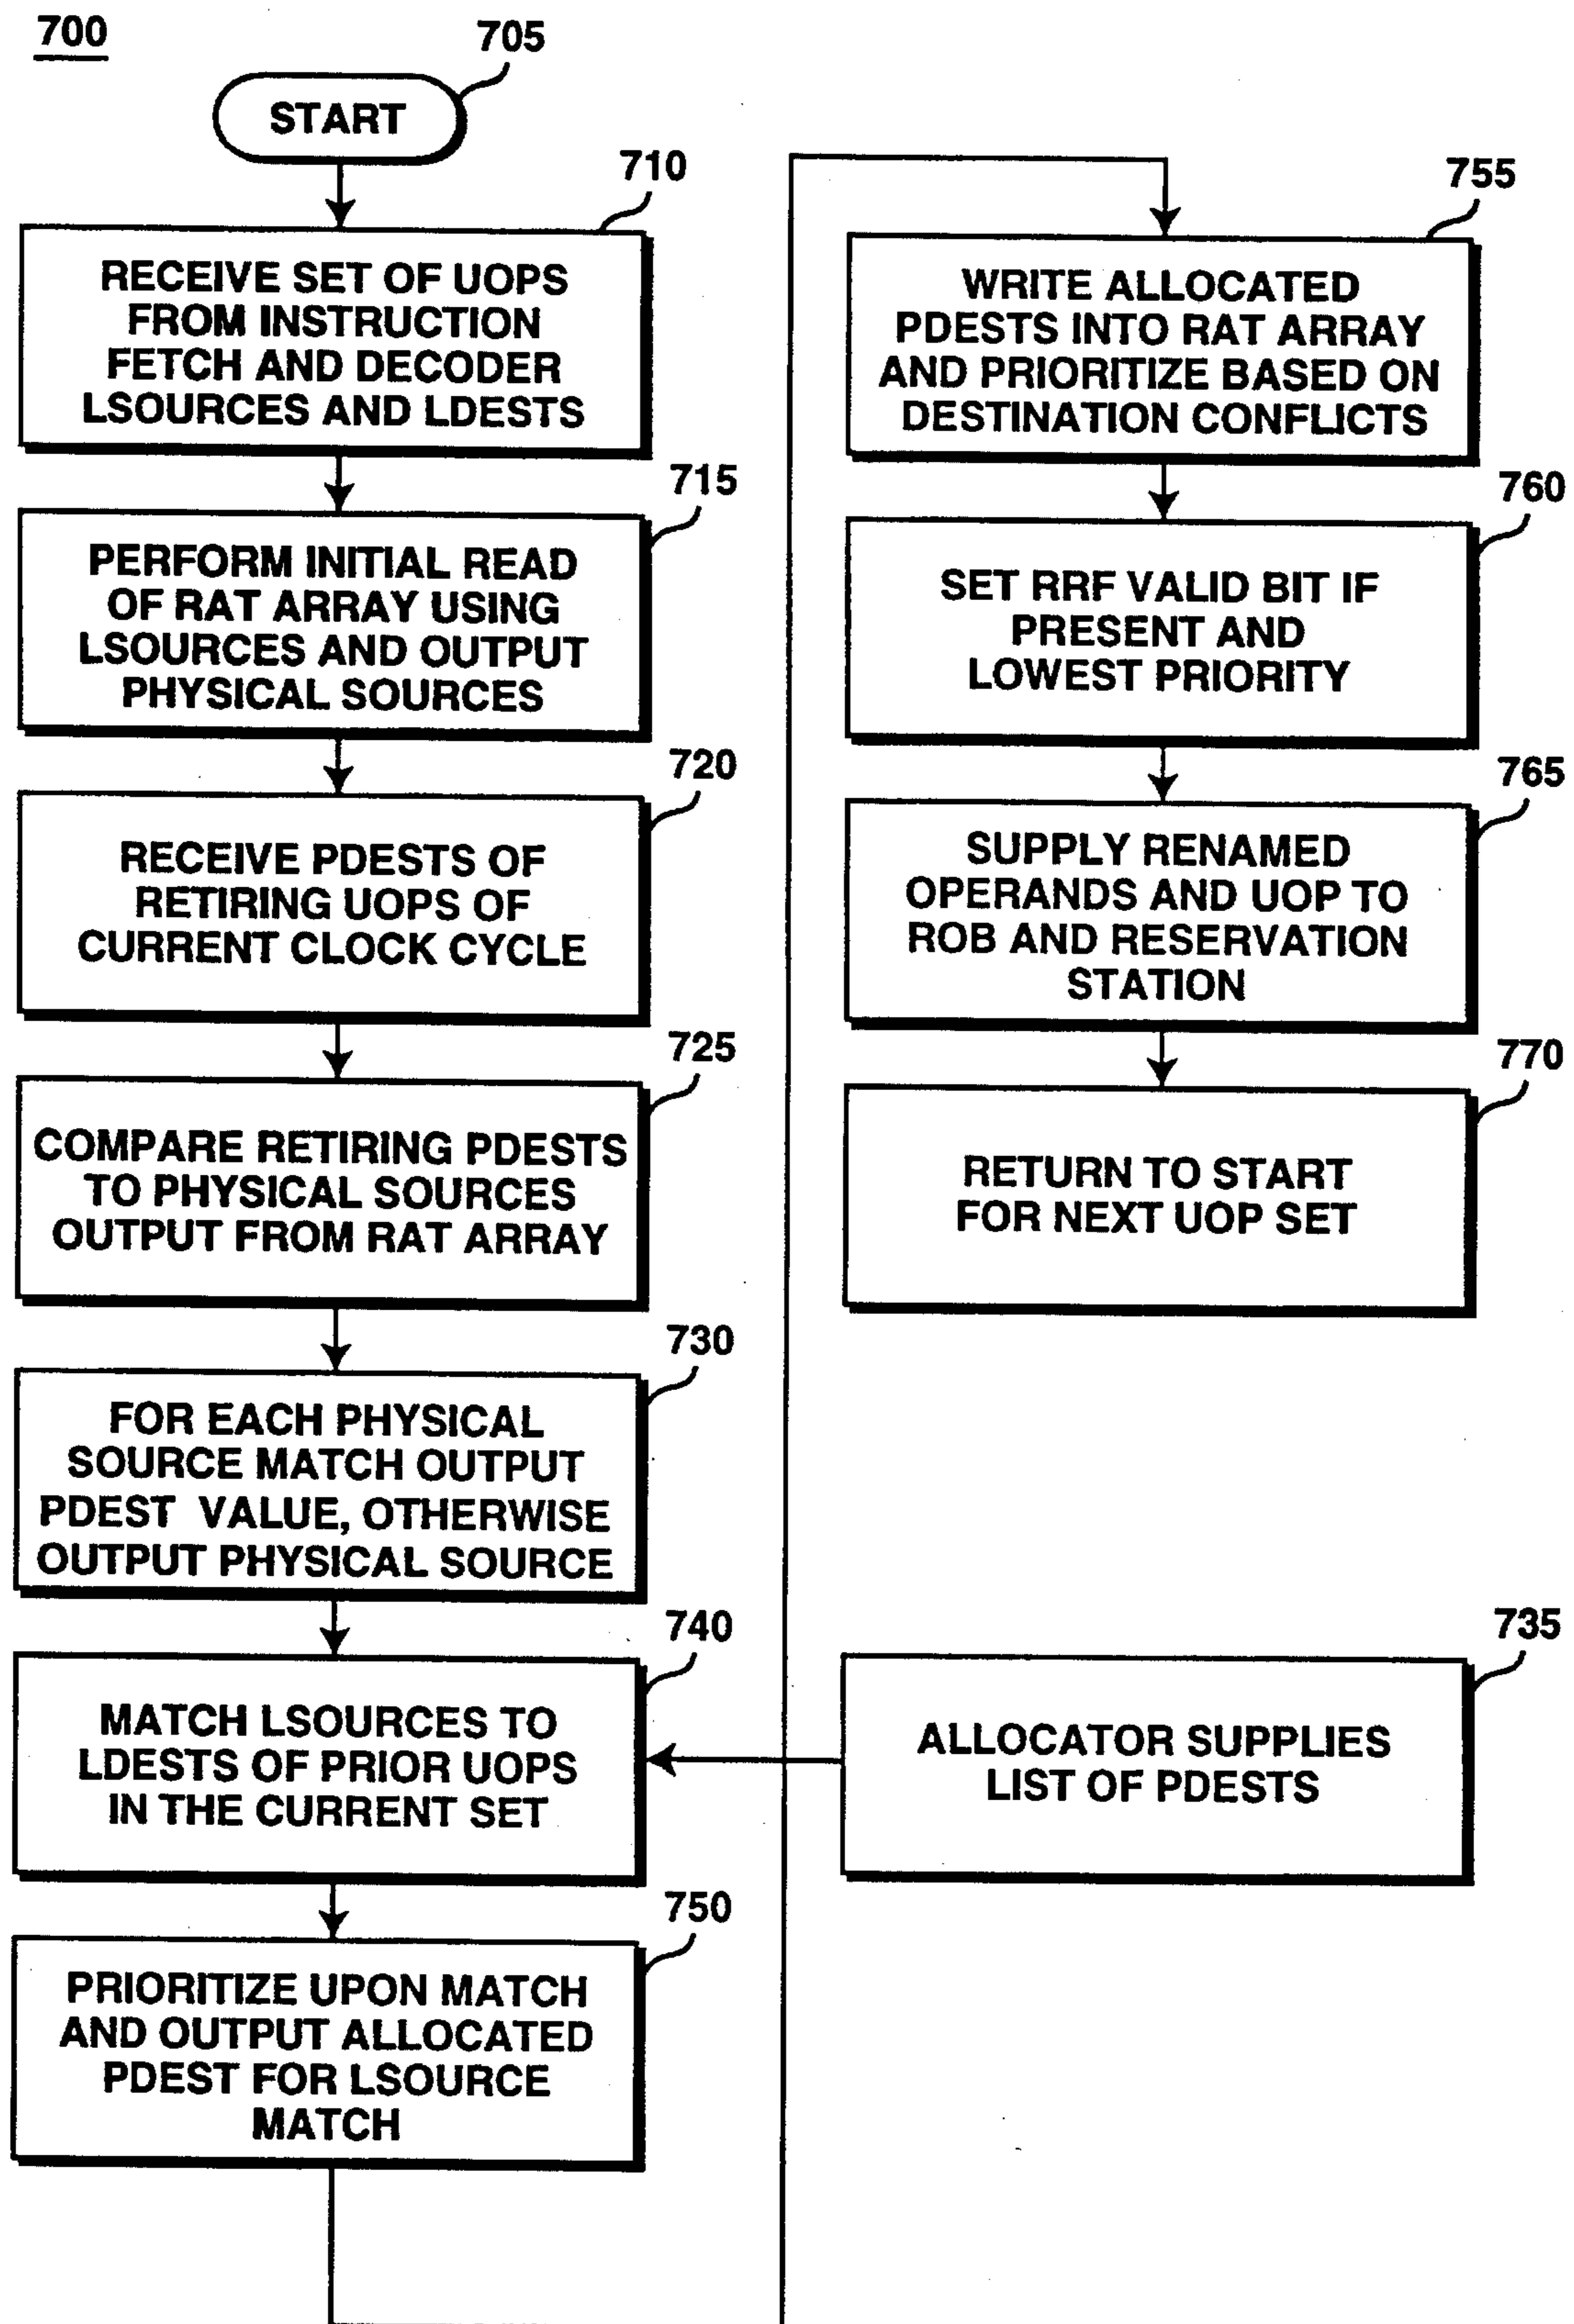 700
705
START
710
RECEIVE SET OF UOPS
FROM INSTRUCTION
FETCH AND DECODER
LSOURCES AND LDESTS
715
PERFORM INITIAL READ
OF RAT ARRAY USING
LSOURCES AND OUTPUT
PHYSICAL SOURCES
720
RECEIVE PDESTS OF
RETIRING UOPS OF
CURRENT CLOCK CYCLE
725
COMPARE RETIRING PDESTS
TO PHYSICAL SOURCES
OUTPUT FROM RAT ARRAY
730
FOR EACH PHYSICAL
SOURCE MATCH OUTPUT
PDEST VALUE, OTHERWISE
OUTPUT PHYSICAL SOURCE
740
MATCH LSOURCES TO
LDESTS OF PRIOR UOPS
IN THE CURRENT SET
735
ALLOCATOR SUPPLIES
LIST OF PDESTS
750
PRIORITIZE UPON MATCH
AND OUTPUT ALLOCATED
PDEST FOR LSOURCE
MATCH
755
WRITE ALLOCATED
PDESTS INTO RAT ARRAY
AND PRIORITIZE BASED ON
DESTINATION CONFLICTS
760
SET RRF VALID BIT IF
PRESENT AND
LOWEST PRIORITY
765
SUPPLY RENAMED
OPERANDS AND UOP TO
ROB AND RESERVATION
STATION
770
RETURN TO START
FOR NEXT UOP SET